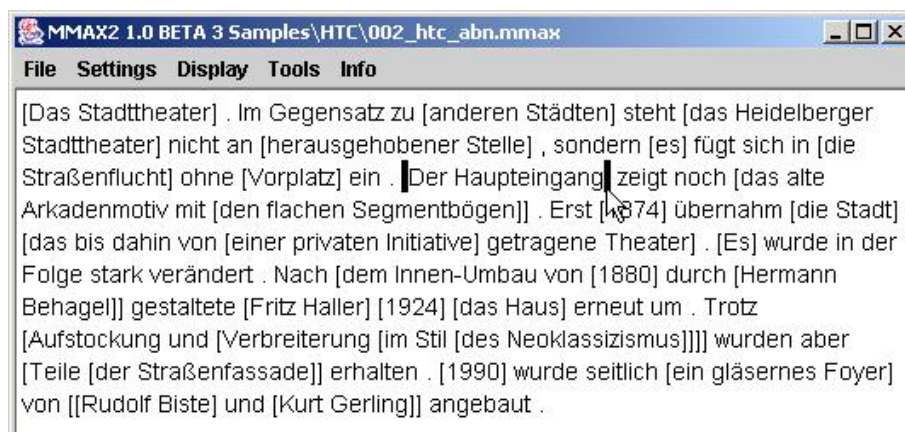 MMAX2 1.0 BETA 3 Samples\HTC\002_htc_abn.mmax
File Settings Display Tools Info
[Das Stadttheater] . Im Gegensatz zu [anderen Städten] steht [das Heidelberger
Stadttheater] nicht an [herausgehobener Stelle] , sondern [es] fügt sich in [die
Straßenflucht] ohne [Vorplatz] ein . [Der Haupteingang] zeigt noch [das alte
Arkadenmotiv mit [den flachen Segmentbögen]] . Erst [1874] übernahm [die Stadt]
[das bis dahin von [einer privaten Initiative] getragene Theater] . [Es] wurde in der
Folge stark verändert . Nach [dem Innen-Umbau von [1880] durch [Hermann
Behagel]] gestaltete [Fritz Haller] [1924] [das Haus] erneut um . Trotz
[Aufstockung und [Verbreiterung [im Stil [des Neoklassizismus]]]] wurden aber
[Teile [der Straßenfassade]] erhalten . [1990] wurde seitlich [ein gläsernes Foyer]
von [[Rudolf Biste] und [Kurt Gerling]] angebaut .